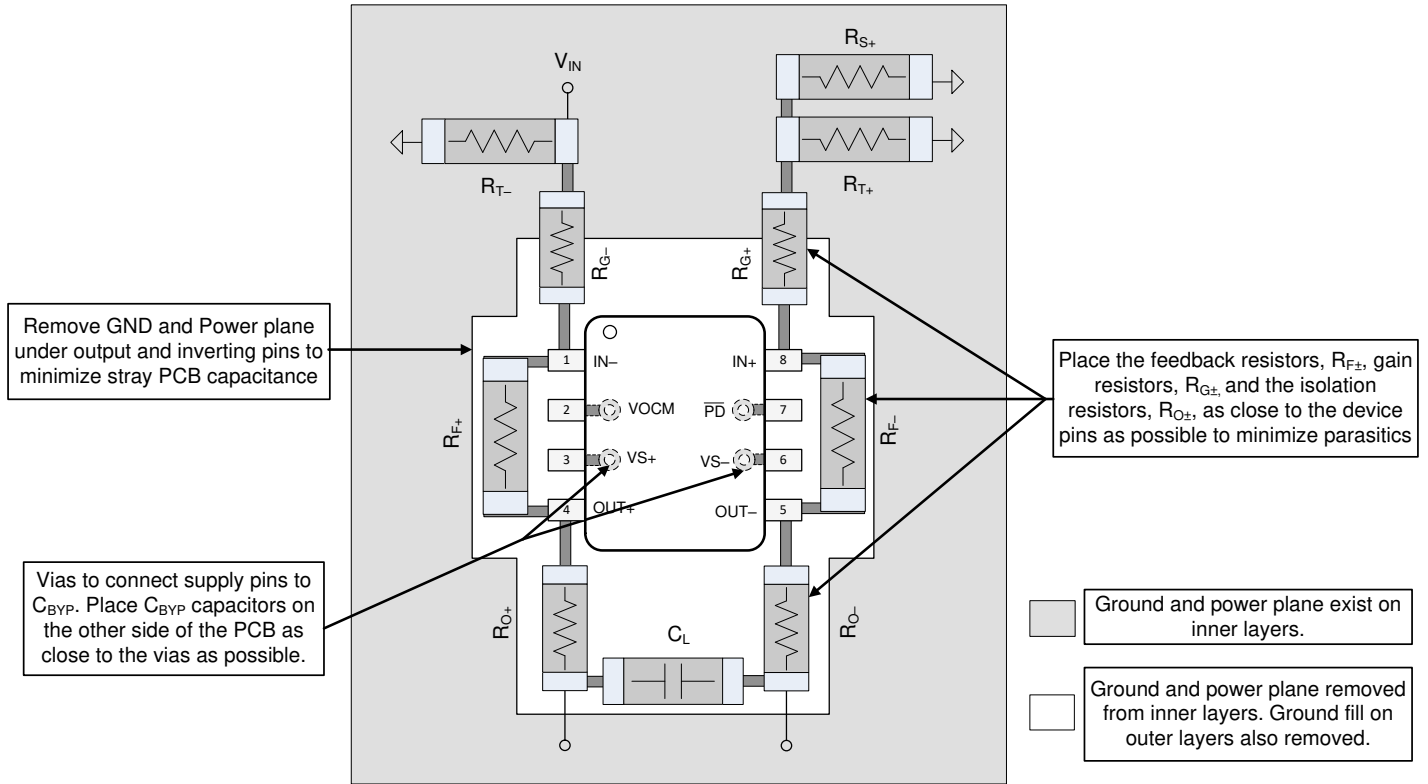 R_S+
V_IN
R_T–
R_T+
R_G–
R_G+
Remove GND and Power plane
under output and inverting pins to
minimize stray PCB capacitance
1
IN–
IN+
8
2
VOCM
P̅D̅
7
3
VS+
VS–
6
4
OUT+
OUT–
5
R_F+
R_F–
Place the feedback resistors, R_F±, gain
resistors, R_G±, and the isolation
resistors, R_O±, as close to the device
pins as possible to minimize parasitics
Vias to connect supply pins to
C_BYP. Place C_BYP capacitors on
the other side of the PCB as
close to the vias as possible.
R_O+
C_L
R_O-
Ground and power plane exist on
inner layers.
Ground and power plane removed
from inner layers. Ground fill on
outer layers also removed.